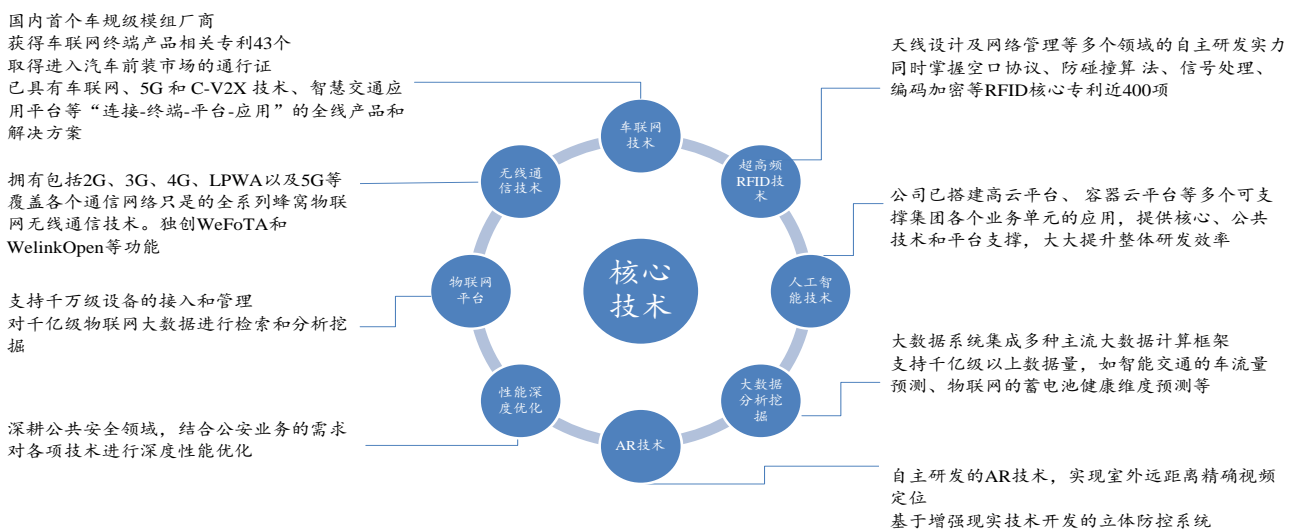 国内首个车规级模组厂商
获得车联网终端产品相关专利43个
取得进入汽车前装市场的通行证
已具有车联网、5G 和 C-V2X 技术、智慧交通应
用平台等“连接-终端-平台-应用”的全线产品和
解决方案
拥有包括2G、3G、4G、LPWA以及5G等
覆盖各个通信网络只是的全系列蜂窝物联
网无线通信技术。独创WeFoTA和
WelinkOpen等功能
支持千万级设备的接入和管理
对千亿级物联网大数据进行检索和分析挖
掘
深耕公共安全领域，结合公安业务的需求
对各项技术进行深度性能优化
车联网
技术
无线通
信技术
超高频
RFID技
术
物联网
平台
核心
技术
人工智
能技术
性能深
度优化
大数据
分析挖
掘
AR技术
天线设计及网络管理等多个领域的自主研发实力
同时掌握空口协议、防碰撞算 法、信号处理、
编码加密等RFID核心专利近400项
公司已搭建高云平台、 容器云平台等多个可支
撑集团各个业务单元的应用，提供核心、公共
技术和平台支撑，大大提升整体研发效率
大数据系统集成多种主流大数据计算框架
支持千亿级以上数据量，如智能交通的车流量
预测、物联网的蓄电池健康维度预测等
自主研发的AR技术，实现室外远距离精确视频
定位
基于增强现实技术开发的立体防控系统